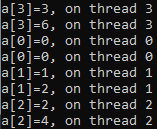 a[3]=3, on thread 3
a[3]=6, on thread 3
a[0]=0, on thread 0
a[0]=0, on thread 0
a[1]=1, on thread 1
a[1]=2, on thread 1
a[2]=2, on thread 2
a[2]=4, on thread 2